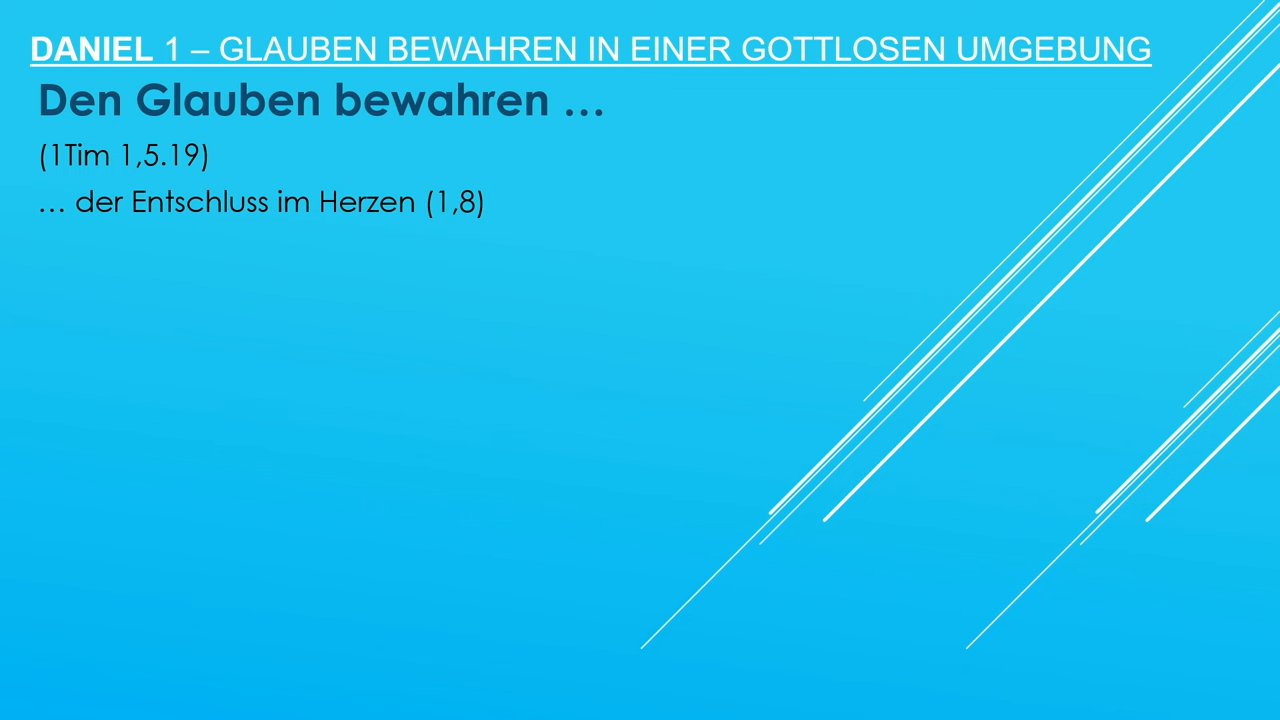 DANIEL 1 – GLAUBEN BEWAHREN IN EINER GOTTLOSEN UMGEBUNG
Den Glauben bewahren …
(1Tim 1,5.19)
… der Entschluss im Herzen (1,8)